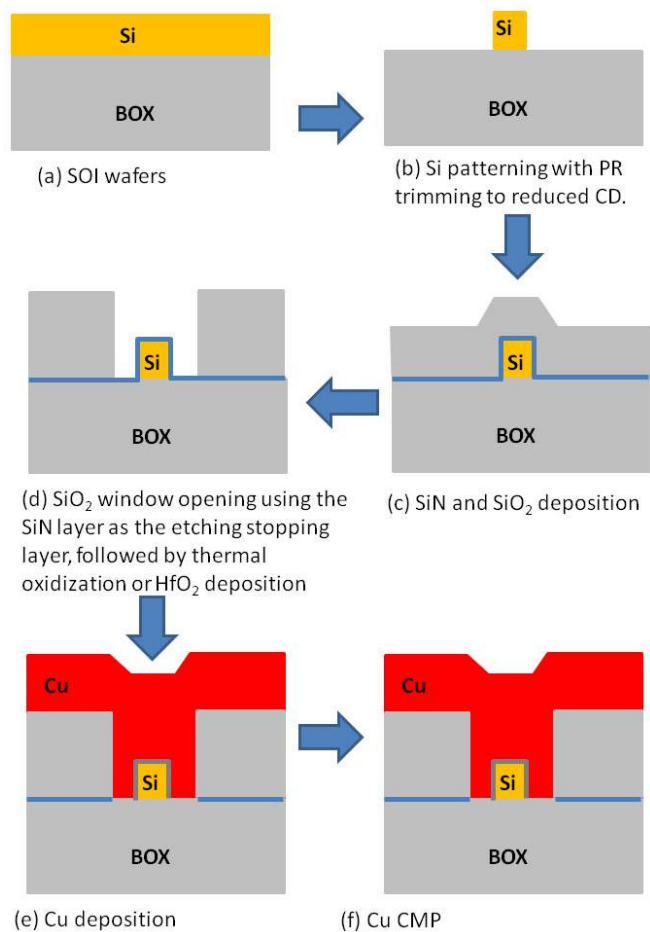 Si
BOX
(a) SOI wafers
Si
BOX
(b) Si patterning with PR
trimming to reduced CD.
Si
BOX
(c) SiN and SiO₂ deposition
Si
BOX
(d) SiO₂ window opening using the
SiN layer as the etching stopping
layer, followed by thermal
oxidization or HfO₂ deposition
Cu
Si
BOX
(e) Cu deposition
Cu
Si
BOX
(f) Cu CMP